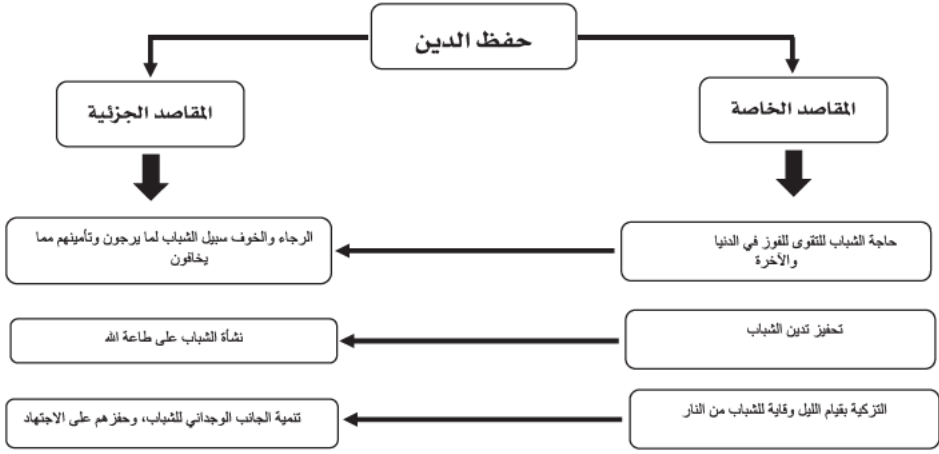 حفظ الدين
المقاصد الخاصة
المقاصد الجزئية
حاجة الشباب للتقوى للفوز في الدنيا
والآخرة
الرجاء والخوف سبيل الشباب لما يرجون وتأمينهم مما
يخافون
تحفيز تدين الشباب
نشأة الشباب على طاعة الله
التزكية بقيام الليل وقاية للشباب من النار
تنمية الجانب الوجداني للشباب، وحفزهم على الاجتهاد